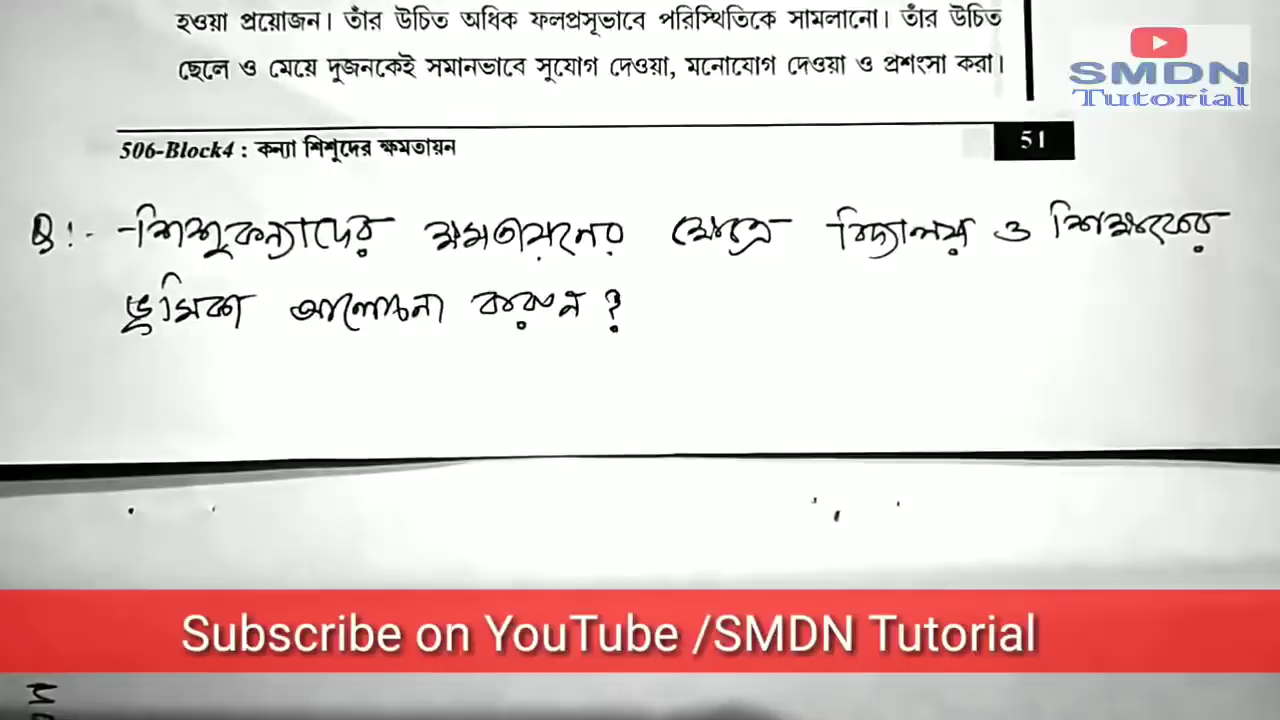 হওয়া প্রয়োজন। তাঁর উচিত অধিক ফলপ্রসূভাবে পরিস্থিতিকে সামলানো। তাঁর উচিত
ছেলে ও মেয়ে দুজনকেই সমানভাবে সুযোগ দেওয়া, মনোযোগ দেওয়া ও প্রশংসা করা।
SMDN
Tutorial
506-Block4 : কন্যা শিশুদের ক্ষমতায়ন
51
Q:- শিশুকন্যাদের ক্ষমতায়নের ক্ষেত্রে বিদ্যালয় ও শিক্ষকের
ভূমিকা আলোচনা করুন ?
Subscribe on YouTube /SMDN Tutorial